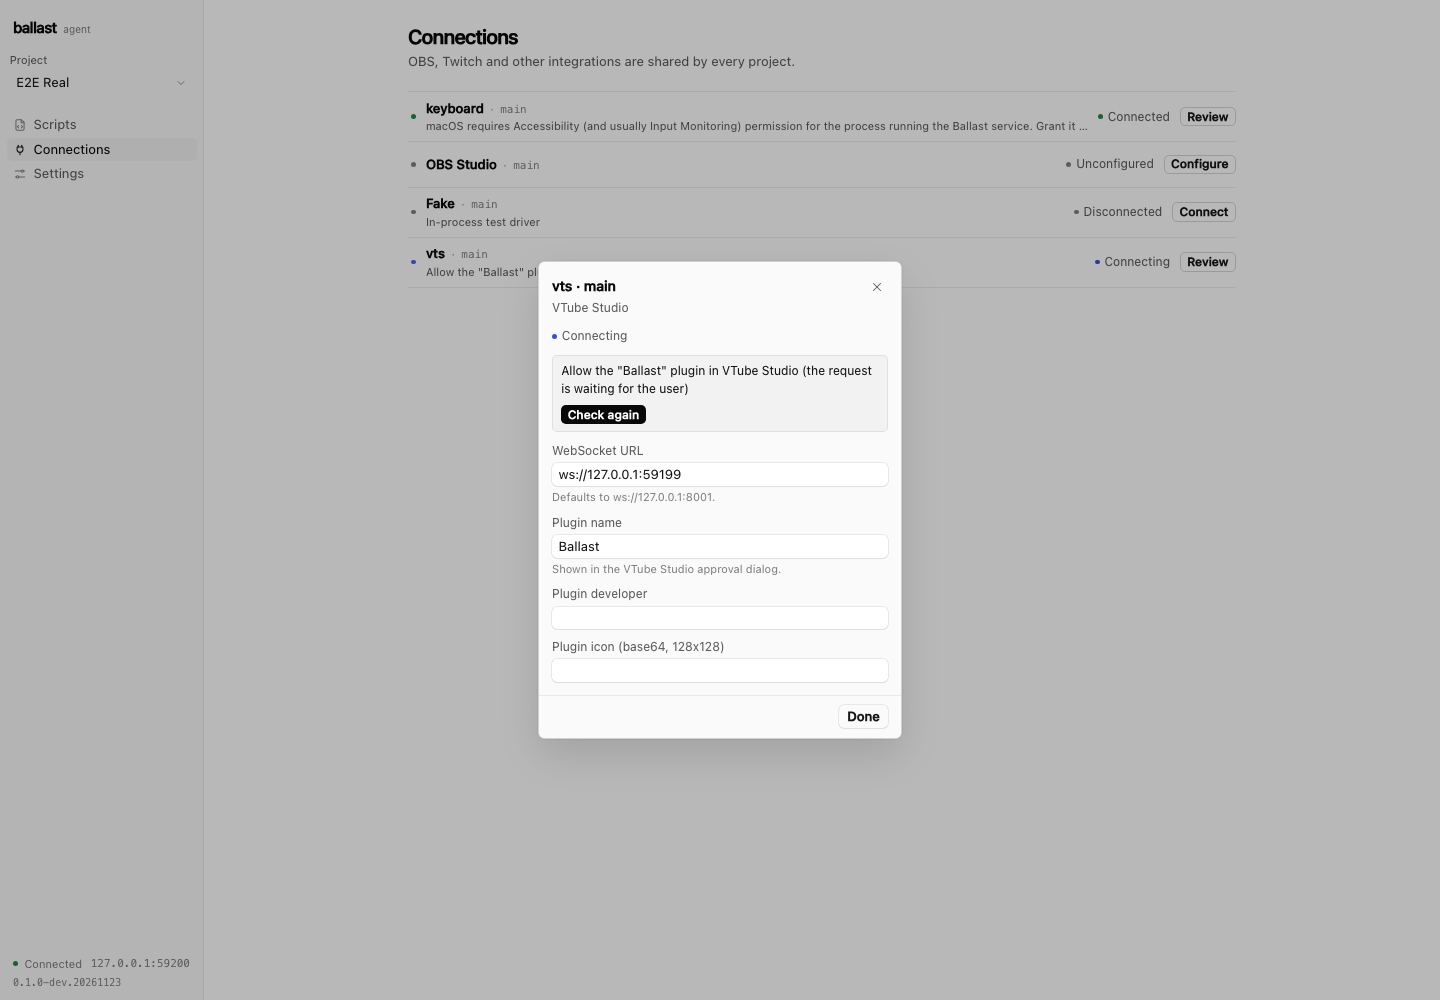 ballast agent
Project
E2E Real
Scripts
Connections
Settings
Connected 127.0.0.1:59200
0.1.0-dev.20261123
Connections
OBS, Twitch and other integrations are shared by every project.
keyboard · main
macOS requires Accessibility (and usually Input Monitoring) permission for the process running the Ballast service. Grant it ...
Connected Review
OBS Studio · main
Unconfigured Configure
Fake · main
In-process test driver
Disconnected Connect
vts · main
Allow the "Ballast" pl
Connecting Review
vts · main
VTube Studio
Connecting
Allow the "Ballast" plugin in VTube Studio (the request
is waiting for the user)
Check again
WebSocket URL
ws://127.0.0.1:59199
Defaults to ws://127.0.0.1:8001.
Plugin name
Ballast
Shown in the VTube Studio approval dialog.
Plugin developer
Plugin icon (base64, 128x128)
Done